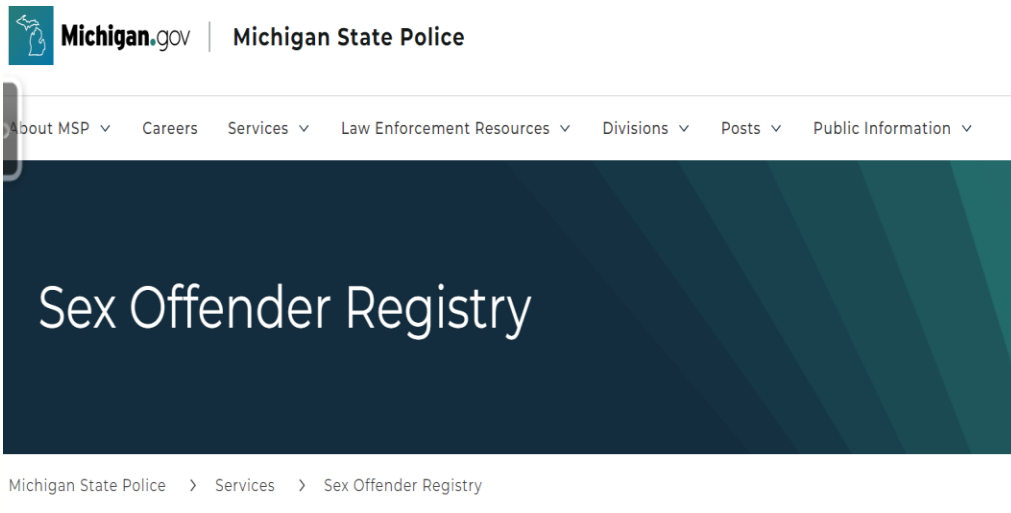 Michigan.gov | Michigan State Police
About MSP Careers Services Law Enforcement Resources Divisions Posts Public Information
Sex Offender Registry
Michigan State Police > Services > Sex Offender Registry